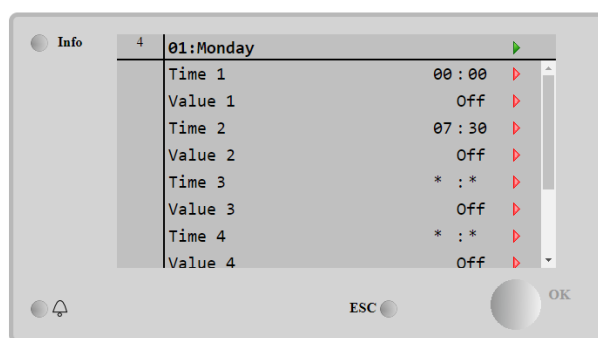 Info
4 01:Monday
Time 1 00:00
Value 1 Off
Time 2 07:30
Value 2 Off
Time 3 * :*
Value 3 Off
Time 4 * :*
Value 4 Off
ESC OK